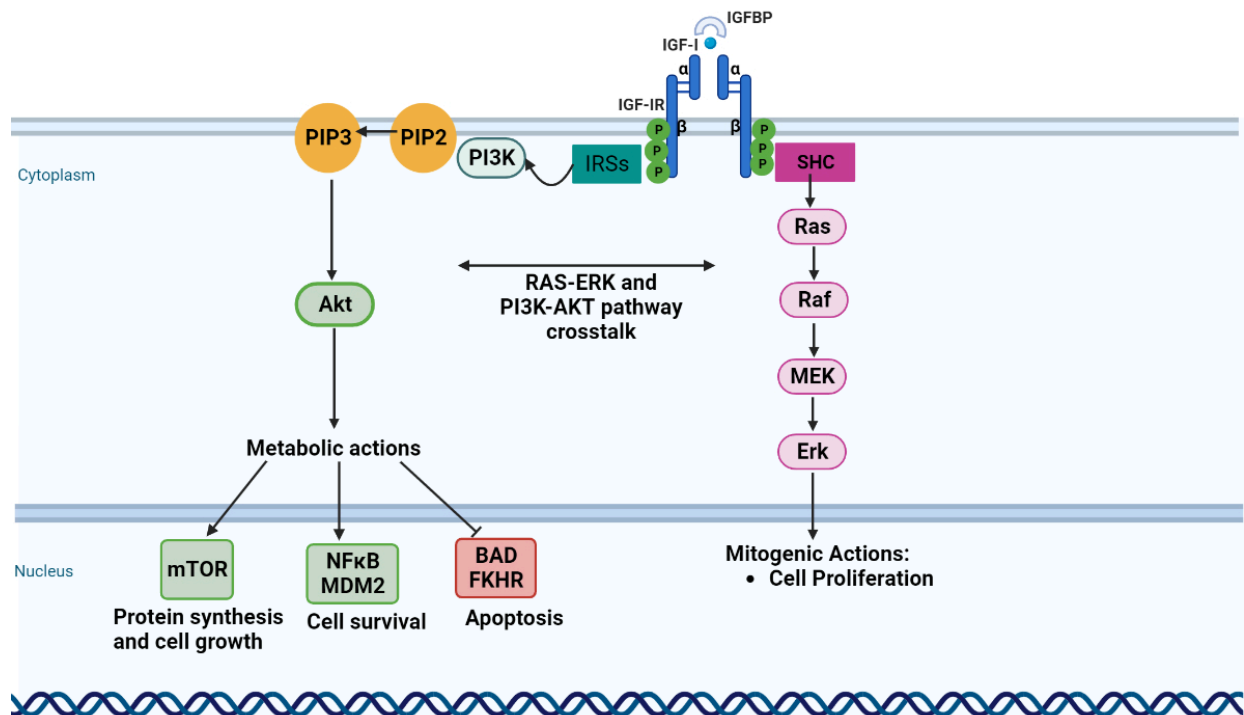 IGFBP
IGF-I
α
α
IGF-IR
β
β
P
P
P
P
P
P
PIP3
PIP2
PI3K
IRSs
SHC
Cytoplasm
Ras
RAS-ERK and
PI3K-AKT pathway
crosstalk
Akt
Raf
MEK
Metabolic actions
Erk
Mitogenic Actions:
• Cell Proliferation
Nucleus
mTOR
NFκB
MDM2
BAD
FKHR
Protein synthesis
and cell growth
Cell survival
Apoptosis